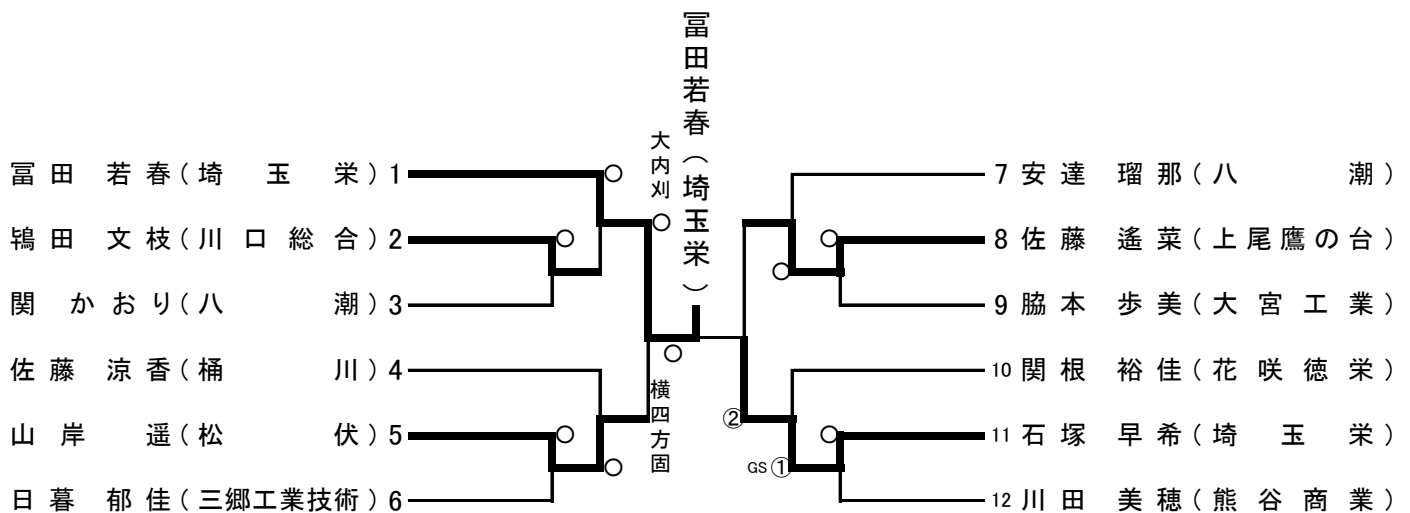 冨田若春（埼玉栄）
大内刈
冨田 若春(埼玉栄)1
鴇田 文枝(川口総合)2
関 かおり(八潮)3
佐藤 涼香(桶川)4
山岸 遥(松伏)5
日暮 郁佳(三郷工業技術)6
横四方固
7 安達 瑠那(八潮)
8 佐藤 遙菜(上尾鷹の台)
9 脇本 歩美(大宮工業)
10 関根 裕佳(花咲徳栄)
②
11 石塚 早希(埼玉栄)
GS①
12 川田 美穂(熊谷商業)